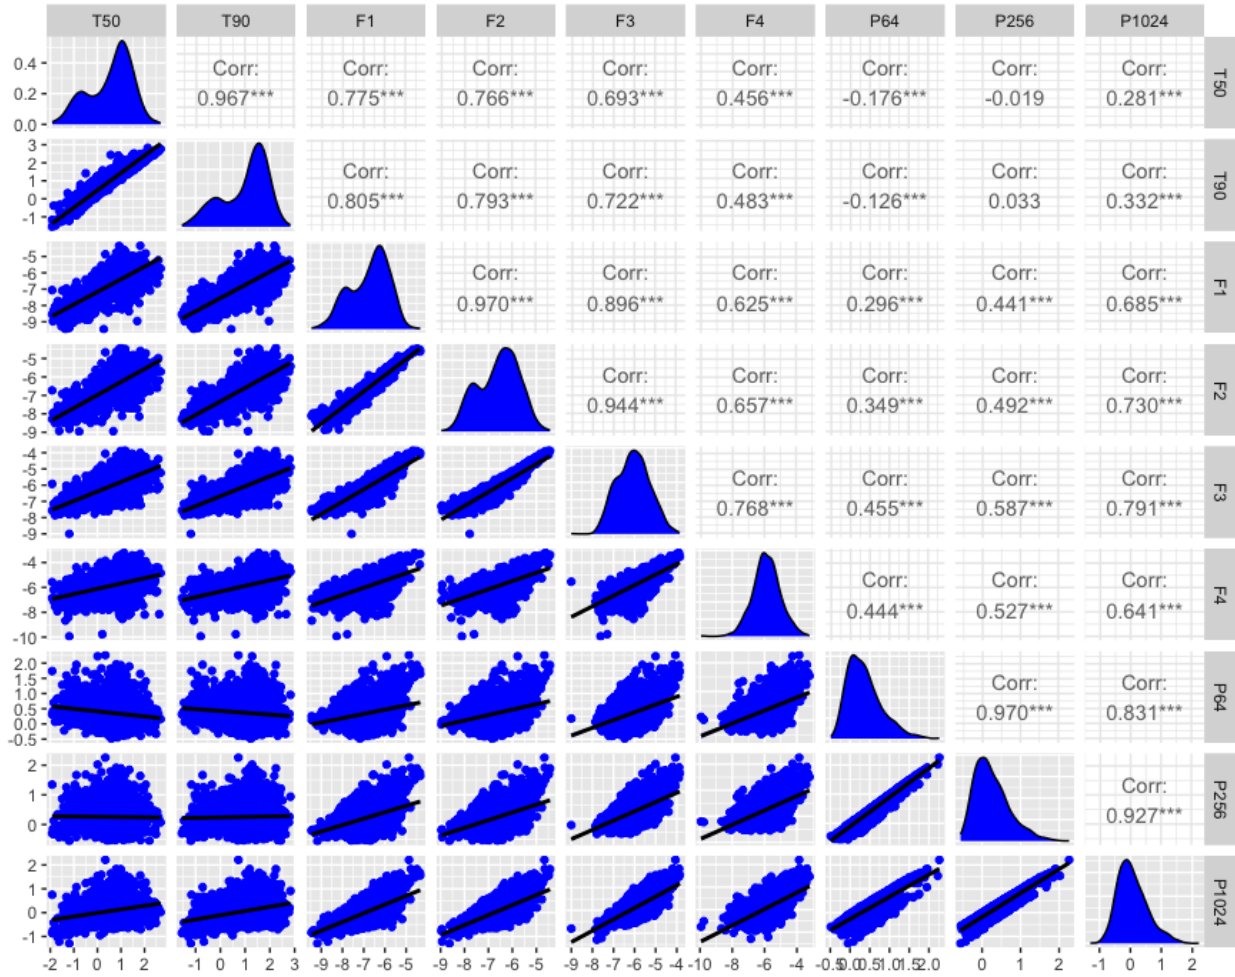 T50 T90 F1 F2 F3 F4 P64 P256 P1024
0.4 Corr: Corr: Corr: Corr: Corr: Corr: Corr: Corr: T50
0.2 0.967*** 0.775*** 0.766*** 0.693*** 0.456*** -0.176*** -0.019 0.281***
0.0
3 Corr: Corr: Corr: Corr: Corr: Corr: Corr: T90
2
1
0 0.805*** 0.793*** 0.722*** 0.483*** -0.126*** 0.033 0.332***
-1
-5 Corr: Corr: Corr: Corr: Corr: Corr: F1
-6
-7
-8 0.970*** 0.896*** 0.625*** 0.296*** 0.441*** 0.685***
-9
-5 Corr: Corr: Corr: Corr: Corr: F2
-6
-7 0.944*** 0.657*** 0.349*** 0.492*** 0.730***
-8
-9
-4 Corr: Corr: Corr: Corr: F3
-5
-6
-7 0.768*** 0.455*** 0.587*** 0.791***
-8
-9
-4 Corr: Corr: Corr: F4
-6 0.444*** 0.527*** 0.641***
-8
-10
2.0 Corr: Corr: P64
1.5
1.0 0.970*** 0.831***
0.5
0.0
-0.5
2 Corr: P256
1 0.927***
0
2 P1024
1
0
-1
-2 -1 0 1 2 -1 0 1 2 3 -9 -8 -7 -6 -5 -9 -8 -7 -6 -5 -9 -8 -7 -6 -5 -4 -10 -8 -6 -4 -0.50.00.51.01.52.0 0 1 2 -1 0 1 2